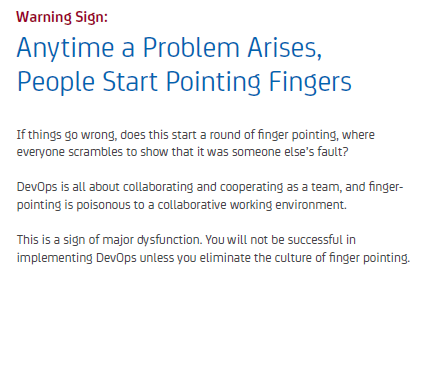 Warning Sign:
Anytime a Problem Arises,
People Start Pointing Fingers
If things go wrong, does this start a round of finger pointing, where
everyone scrambles to show that it was someone else's fault?
DevOps is all about collaborating and cooperating as a team, and finger-
pointing is poisonous to a collaborative working environment.
This is a sign of major dysfunction. You will not be successful in
implementing DevOps unless you eliminate the culture of finger pointing.